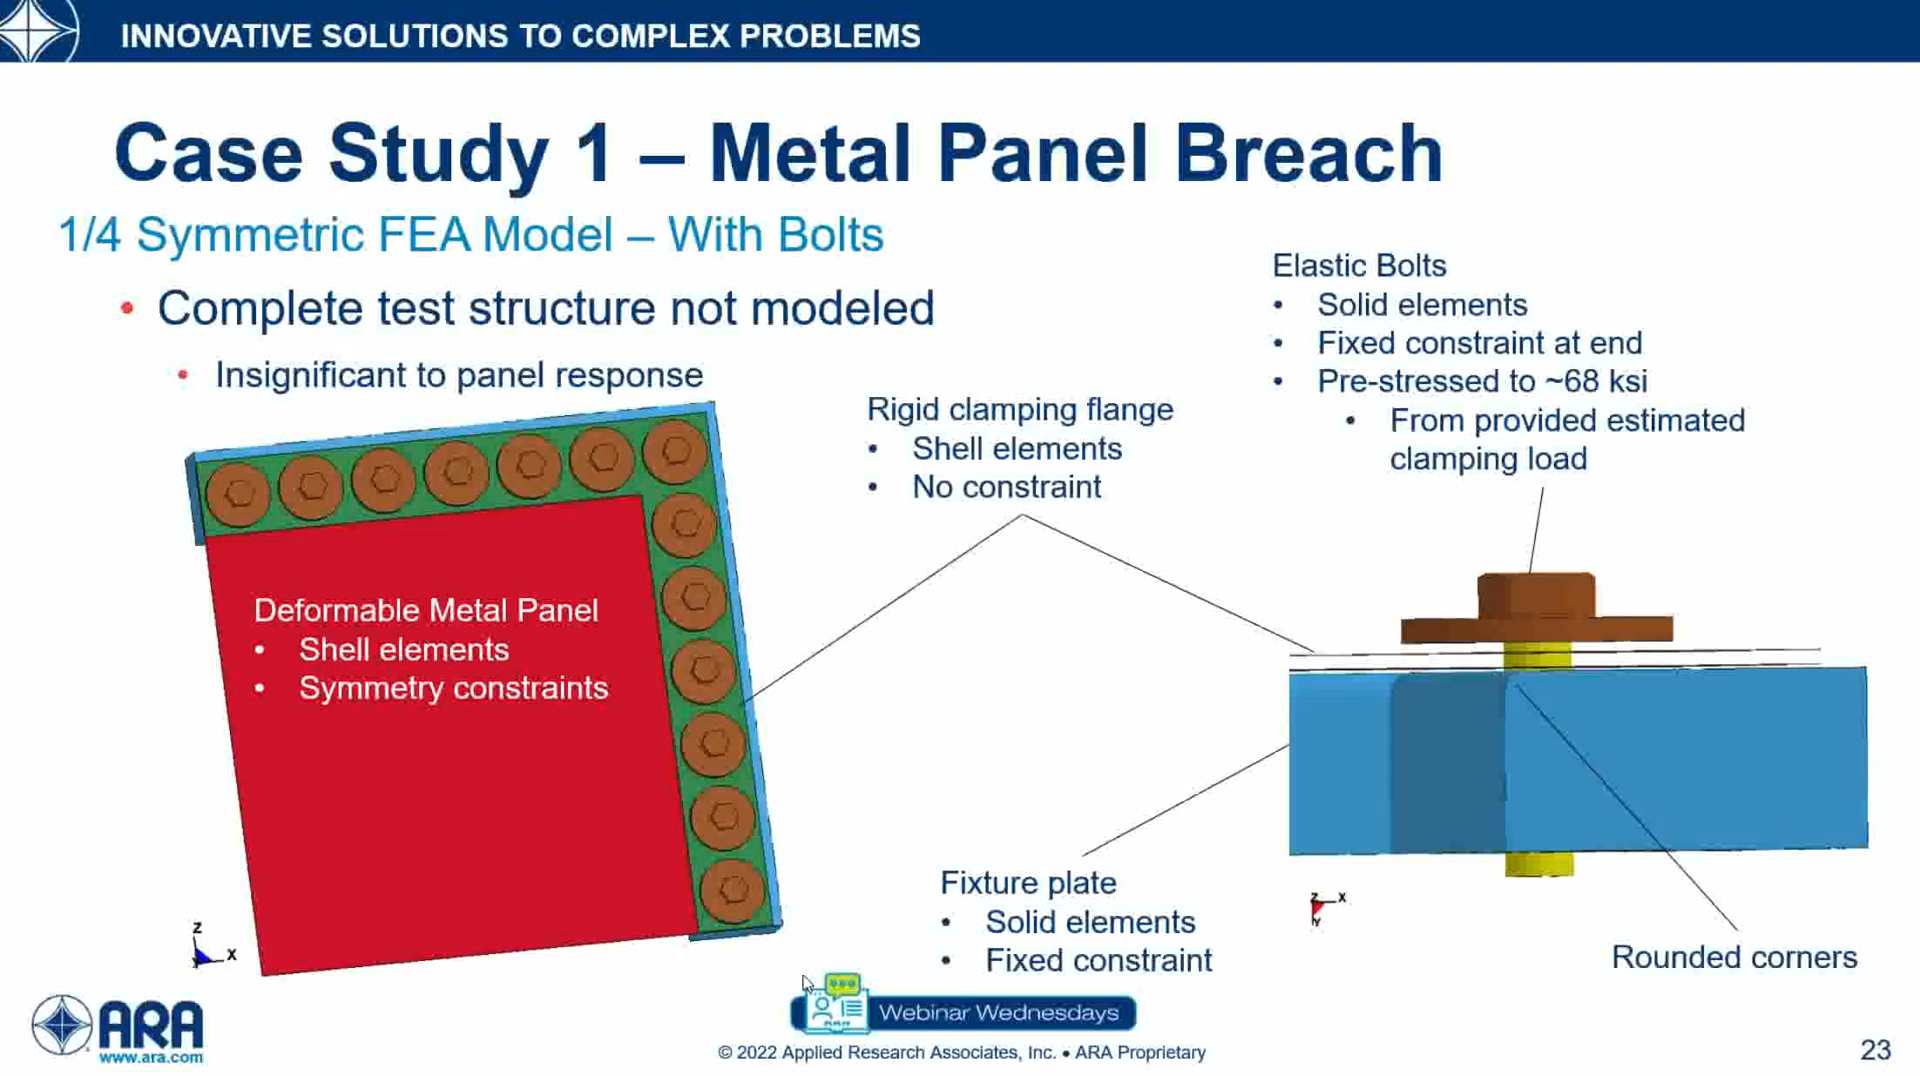 INNOVATIVE SOLUTIONS TO COMPLEX PROBLEMS
Case Study 1 – Metal Panel Breach
1/4 Symmetric FEA Model – With Bolts
• Complete test structure not modeled
• Insignificant to panel response
Elastic Bolts
• Solid elements
• Fixed constraint at end
• Pre-stressed to ~68 ksi
• From provided estimated
clamping load
Rigid clamping flange
• Shell elements
• No constraint
Deformable Metal Panel
• Shell elements
• Symmetry constraints
Fixture plate
• Solid elements
• Fixed constraint
Rounded corners
Z
X
Y
Z
X
Y
ARA
www.ara.com
Webinar Wednesdays
© 2022 Applied Research Associates, Inc. • ARA Proprietary
23